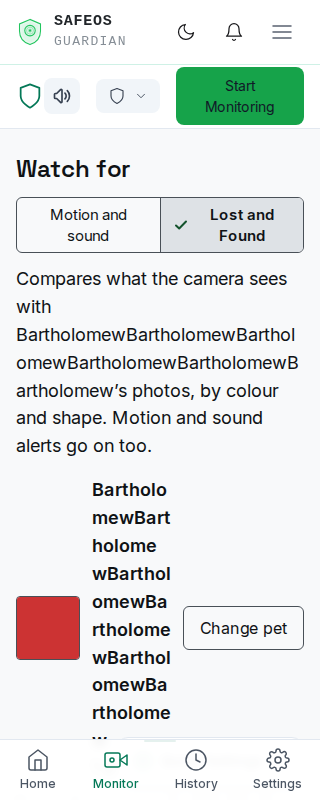 SAFEOS
GUARDIAN
Start
Monitoring
Watch for
Motion and
sound
Lost and
Found
Compares what the camera sees
with
BartholomewBartholomewBarthol
omewBartholomewBartholomewB
artholomew’s photos, by colour
and shape. Motion and sound
alerts go on too.
Bartholo
mewBart
holome
wBarthol
omewBa
rtholome
wBarthol
omewBa
rtholome
Change pet
Home
Monitor
History
Settings